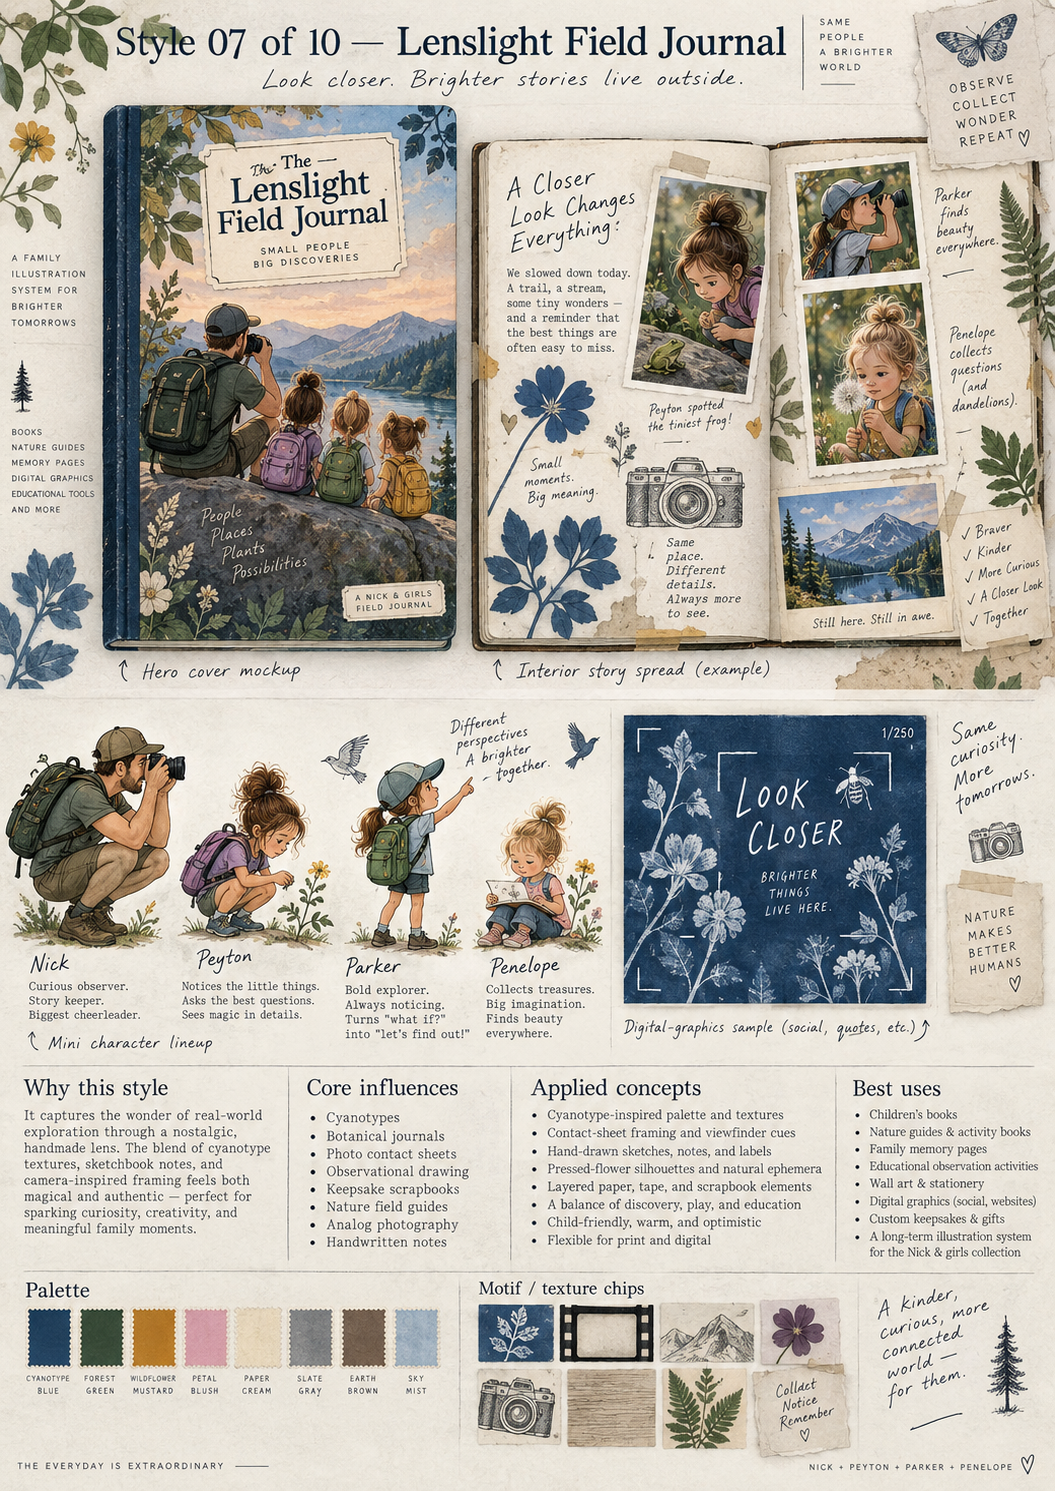 Style 07 of 10 — Lenslight Field Journal
Look closer. Brighter stories live outside.
SAME
PEOPLE
A BRIGHTER
WORLD
OBSERVE
COLLECT
WONDER
REPEAT
A FAMILY
ILLUSTRATION
SYSTEM FOR
BRIGHTER
TOMORROWS
BOOKS
NATURE GUIDES
MEMORY PAGES
DIGITAL GRAPHICS
EDUCATIONAL TOOLS
AND MORE
The The —
Lenslight
Field Journal
SMALL PEOPLE
BIG DISCOVERIES
People
Places
Plants
Possibilities
A NICK & GIRLS
FIELD JOURNAL
Hero cover mockup
A Closer
Look Changes
Everything:
We slowed down today.
A trail, a stream,
some tiny wonders —
and a reminder that
the best things are
often easy to miss.
Peyton spotted
the tiniest frog!
Small
moments.
Big meaning.
Same
place.
Different
details.
Always more
to see.
Parker
finds
beauty
everywhere.
Penelope
collects
questions
(and
dandelions).
Still here. Still in awe.
✓ Braver
✓ Kinder
✓ More Curious
✓ A Closer Look
✓ Together
Interior story spread (example)
Different
perspectives
A brighter
- together.
Nick
Curious observer.
Story keeper.
Biggest cheerleader.
Peyton
Notices the little things.
Asks the best questions.
Sees magic in details.
Parker
Bold explorer.
Always noticing.
Turns "what if?"
into "let's find out!"
Penelope
Collects treasures.
Big imagination.
Finds beauty
everywhere.
Mini character lineup
1/250
LOOK
CLOSER
BRIGHTER
THINGS
LIVE HERE.
Digital-graphics sample (social, quotes, etc.)
Same
curiosity.
More
tomorrows.
NATURE
MAKES
BETTER
HUMANS
Why this style
It captures the wonder of real-world
exploration through a nostalgic,
handmade lens. The blend of cyanotype
textures, sketchbook notes, and
camera-inspired framing feels both
magical and authentic — perfect for
sparking curiosity, creativity, and
meaningful family moments.
Core influences
• Cyanotypes
• Botanical journals
• Photo contact sheets
• Observational drawing
• Keepsake scrapbooks
• Nature field guides
• Analog photography
• Handwritten notes
Applied concepts
• Cyanotype-inspired palette and textures
• Contact-sheet framing and viewfinder cues
• Hand-drawn sketches, notes, and labels
• Pressed-flower silhouettes and natural ephemera
• Layered paper, tape, and scrapbook elements
• A balance of discovery, play, and education
• Child-friendly, warm, and optimistic
• Flexible for print and digital
Best uses
• Children's books
• Nature guides & activity books
• Family memory pages
• Educational observation activities
• Wall art & stationery
• Digital graphics (social, websites)
• Custom keepsakes & gifts
• A long-term illustration system
for the Nick & girls collection
Palette
CYANOTYPE
BLUE
FOREST
GREEN
WILDFLOWER
MUSTARD
PETAL
BLUSH
PAPER
CREAM
SLATE
GRAY
EARTH
BROWN
SKY
MIST
Motif / texture chips
Collect
Notice
Remember
A kinder,
curious, more
connected
world —
for them.
THE EVERYDAY IS EXTRAORDINARY
NICK + PEYTON + PARKER + PENELOPE